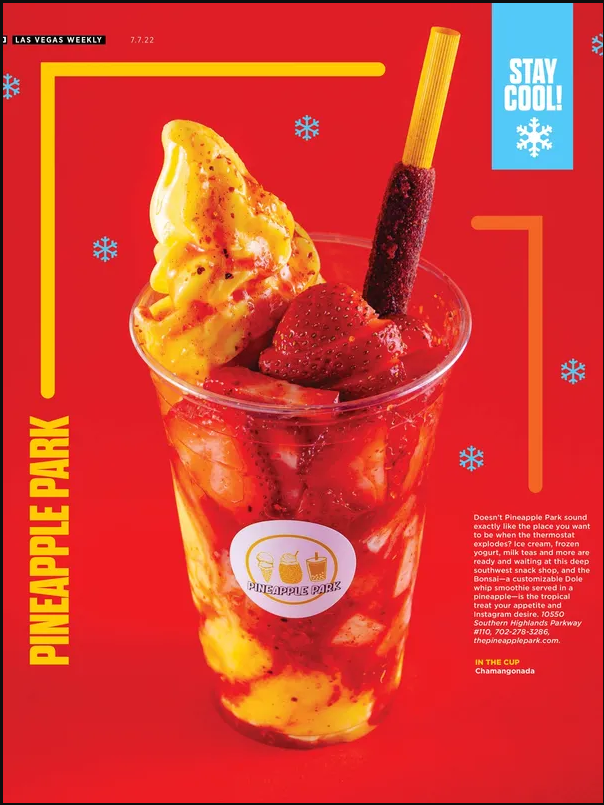 LAS VEGAS WEEKLY 7.7.22
STAY
COOL!
PINEAPPLE PARK
PINEAPPLE PARK
Doesn't Pineapple Park sound
exactly like the place you want
to be when the thermostat
explodes? Ice cream, frozen
yogurt, milk teas and more are
ready and waiting at this deep
southwest snack shop, and the
Bonsai—a customizable Dole
whip smoothie served in a
pineapple—is the tropical
treat your appetite and
Instagram desire. 10550
Southern Highlands Parkway
#110, 702-278-3286,
thepineapplepark.com.
IN THE CUP
Chamangonada